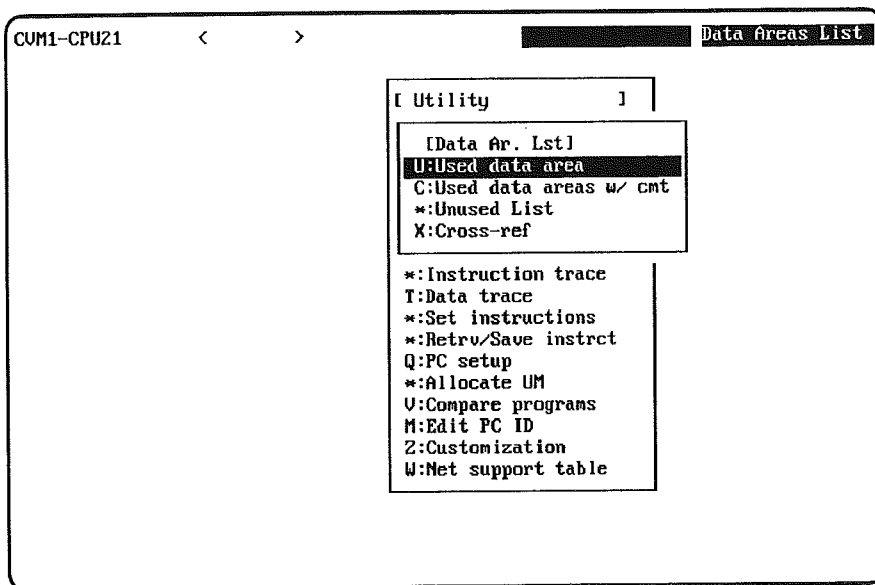 CVM1-CPU21 < > Data Areas List
[ Utility ]
[Data Ar. Lst]
U:Used data area
C:Used data areas w/ cmt
*:Unused List
X:Cross-ref
*:Instruction trace
T:Data trace
*:Set instructions
*:Retrv/Save instrct
Q:PC setup
*:Allocate UM
V:Compare programs
M:Edit PC ID
Z:Customization
W:Net support table